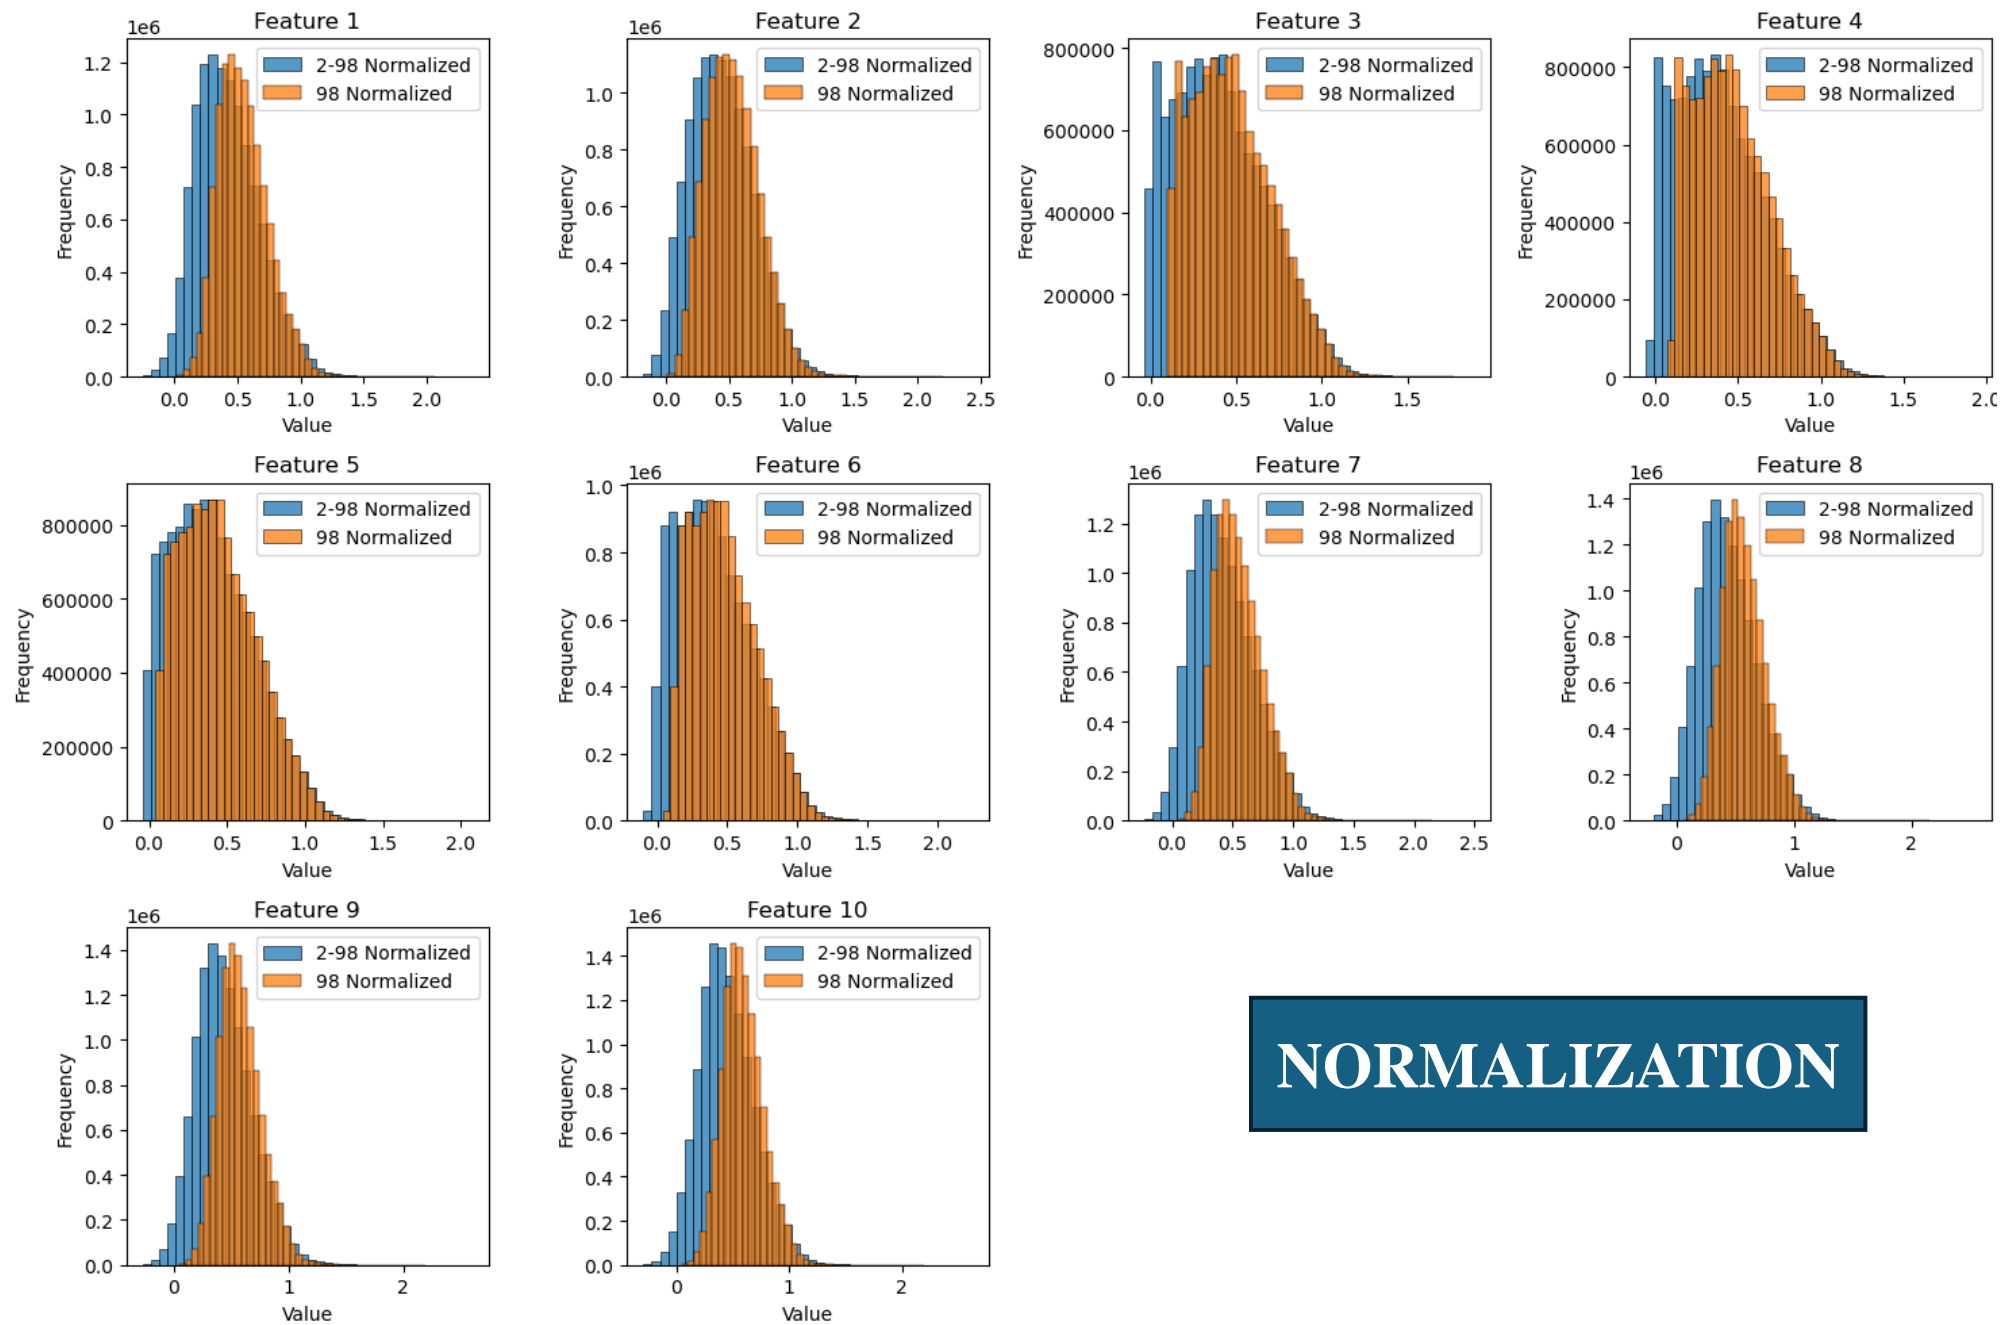 Feature 1
1e6
2-98 Normalized
98 Normalized
Frequency
1.2
1.0
0.8
0.6
0.4
0.2
0.0
0.0 0.5 1.0 1.5 2.0
Value
Feature 2
1e6
2-98 Normalized
98 Normalized
Frequency
1.0
0.8
0.6
0.4
0.2
0.0
0.0 0.5 1.0 1.5 2.0 2.5
Value
Feature 3
2-98 Normalized
98 Normalized
Frequency
800000
600000
400000
200000
0
0.0 0.5 1.0 1.5
Value
Feature 4
2-98 Normalized
98 Normalized
Frequency
800000
600000
400000
200000
0
0.0 0.5 1.0 1.5 2.0
Value
Feature 5
2-98 Normalized
98 Normalized
Frequency
800000
600000
400000
200000
0
0.0 0.5 1.0 1.5 2.0
Value
Feature 6
1e6
2-98 Normalized
98 Normalized
Frequency
1.0
0.8
0.6
0.4
0.2
0.0
0.0 0.5 1.0 1.5 2.0
Value
Feature 7
1e6
2-98 Normalized
98 Normalized
Frequency
1.2
1.0
0.8
0.6
0.4
0.2
0.0
0.0 0.5 1.0 1.5 2.0 2.5
Value
Feature 8
1e6
2-98 Normalized
98 Normalized
Frequency
1.4
1.2
1.0
0.8
0.6
0.4
0.2
0.0
0 1 2
Value
Feature 9
1e6
2-98 Normalized
98 Normalized
Frequency
1.4
1.2
1.0
0.8
0.6
0.4
0.2
0.0
0 1 2
Value
Feature 10
1e6
2-98 Normalized
98 Normalized
Frequency
1.4
1.2
1.0
0.8
0.6
0.4
0.2
0.0
0 1 2
Value
NORMALIZATION